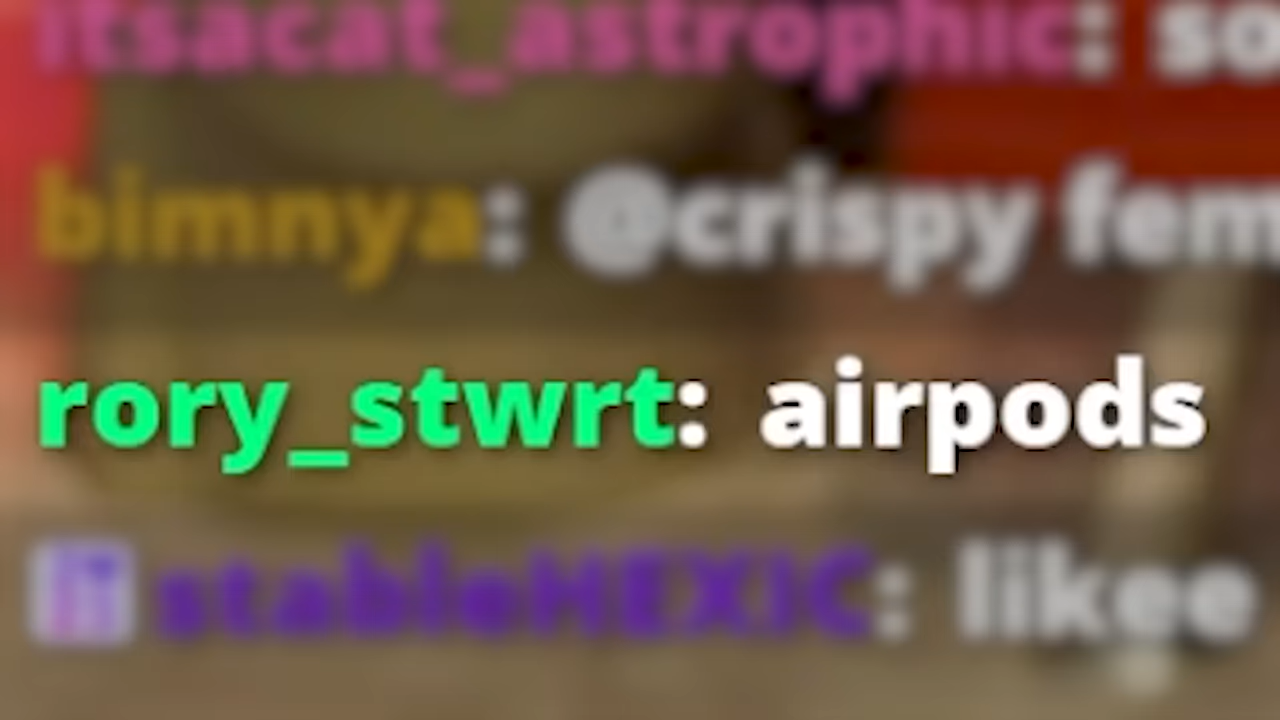 itsacat_astrophic: so
bimnya: @crispy fem
rory_stwrt: airpods
stableHEXIC: likee